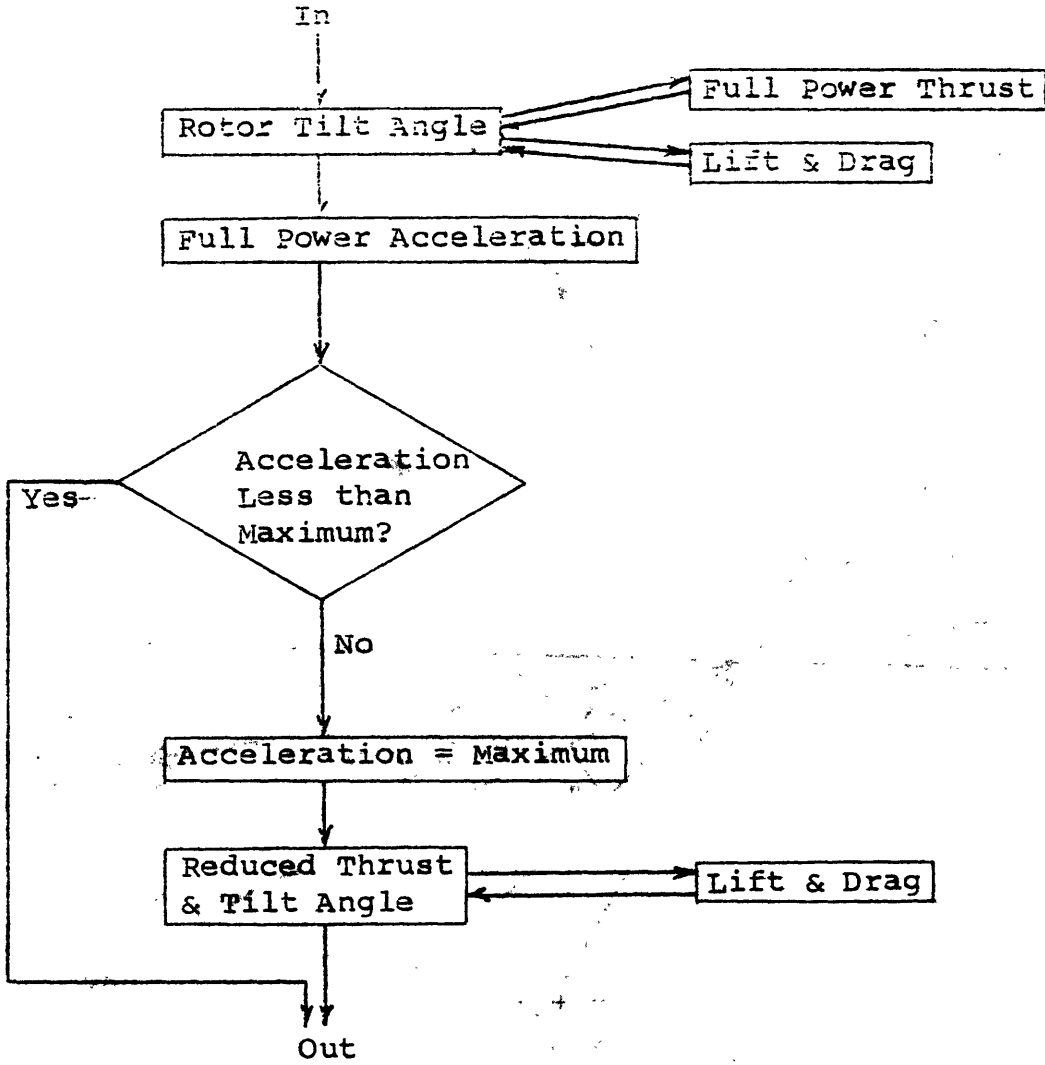 In
Full Power Thrust
Rotor Tilt Angle
Lift & Drag
Full Power Acceleration
Acceleration
Less than
Maximum?
Yes
No
Acceleration = Maximum
Reduced Thrust
& Tilt Angle
Lift & Drag
Out